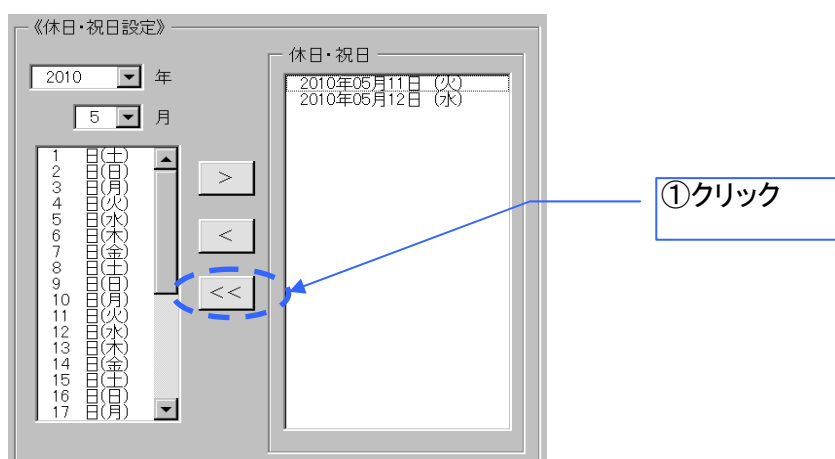 《休日・祝日設定》
2010 年
5 月
1 日(土)
2 日(日)
3 日(月)
4 日(火)
5 日(水)
6 日(木)
7 日(金)
8 日(土)
9 日(日)
10 日(月)
11 日(火)
12 日(水)
13 日(木)
14 日(金)
15 日(土)
16 日(日)
17 日(月)
>
<
<<
休日・祝日
2010年05月11日 (火)
2010年05月12日 (水)
①クリック